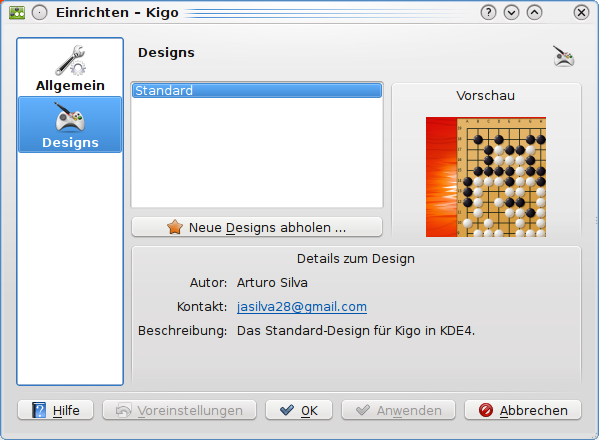 Einrichten – Kigo
Allgemein
Designs
Designs
Standard
Neue Designs abholen ...
Vorschau
Details zum Design
Autor: Arturo Silva
Kontakt: jasilva28@gmail.com
Beschreibung: Das Standard-Design für Kigo in KDE4.
Hilfe
Voreinstellungen
OK
Anwenden
Abbrechen